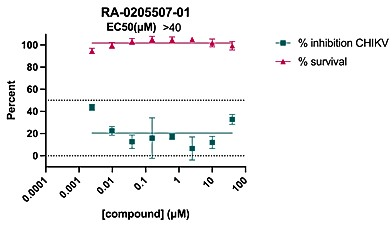 RA-0205507-01
EC50(μM) >40
% inhibition CHIKV
% survival
Percent
100
80
60
40
20
0
0.0001
0.001
0.01
0.1
1
10
100
[compound] (μM)